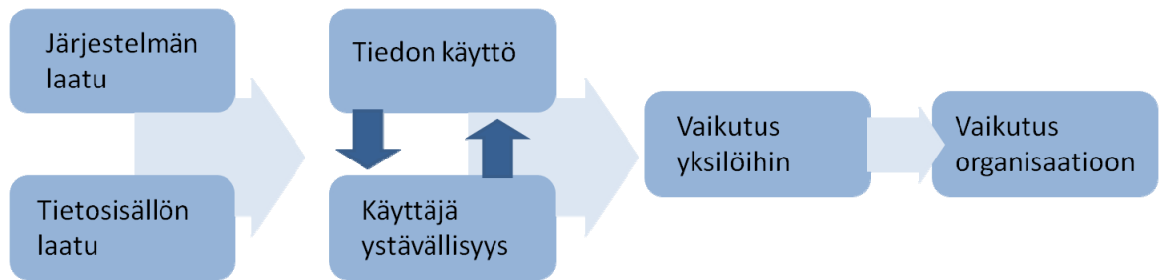 Järjestelmän
laatu
Tietosisällön
laatu
Tiedon käyttö
Käyttäjä
ystävällisyys
Vaikutus
yksilöihin
Vaikutus
organisaatioon